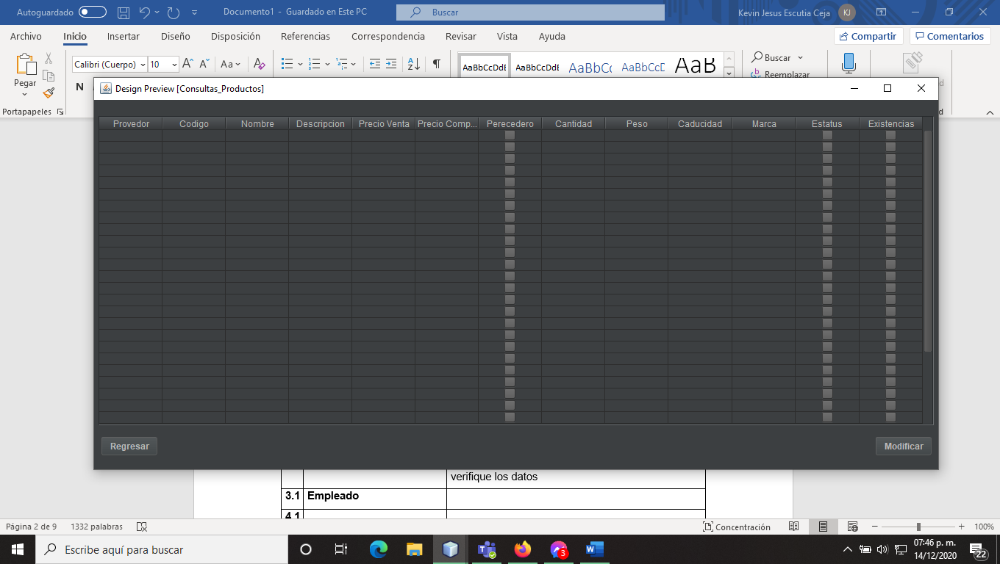 Autoguardado
Documento1 - Guardado en Este PC
Buscar
Kevin Jesus Escutia Ceja
KJ
Archivo Inicio Insertar Diseño Disposición Referencias Correspondencia Revisar Vista Ayuda
Compartir
Comentarios
Pegar
Portapapeles
Calibri (Cuerpo) 10
A A Aa A
N
AaBbCcDdE AaBbCcDdE AaBbCc AaBbCcD AaB
Buscar
Reemplazar
Design Preview [Consultas_Productos]
Provedor Codigo Nombre Descripcion Precio Venta Precio Comp... Perecedero Cantidad Peso Caducidad Marca Estatus Existencias
Regresar
Modificar
verifique los datos
3.1 Empleado
4.1
Página 2 de 9 1332 palabras
Concentración
100%
Escribe aquí para buscar
3
07:46 p. m.
14/12/2020
22